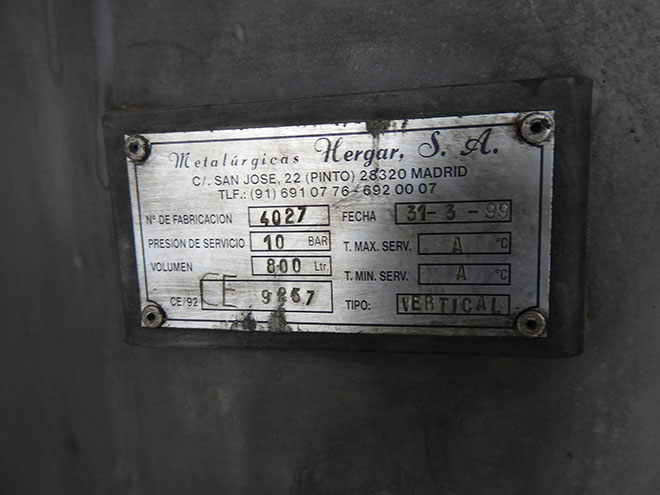 Metalúrgicas Hergar, S. A.
C/. SAN JOSE, 22 (PINTO) 28320 MADRID
TLF.: (91) 691 07 76 - 692 00 07
Nº DE FABRICACION 4027 FECHA 31-3-99
PRESION DE SERVICIO 10 BAR T. MAX. SERV. A ºC
VOLUMEN 800 Ltr. T. MIN. SERV. A ºC
CE/92 CE TIPO: VERTICAL